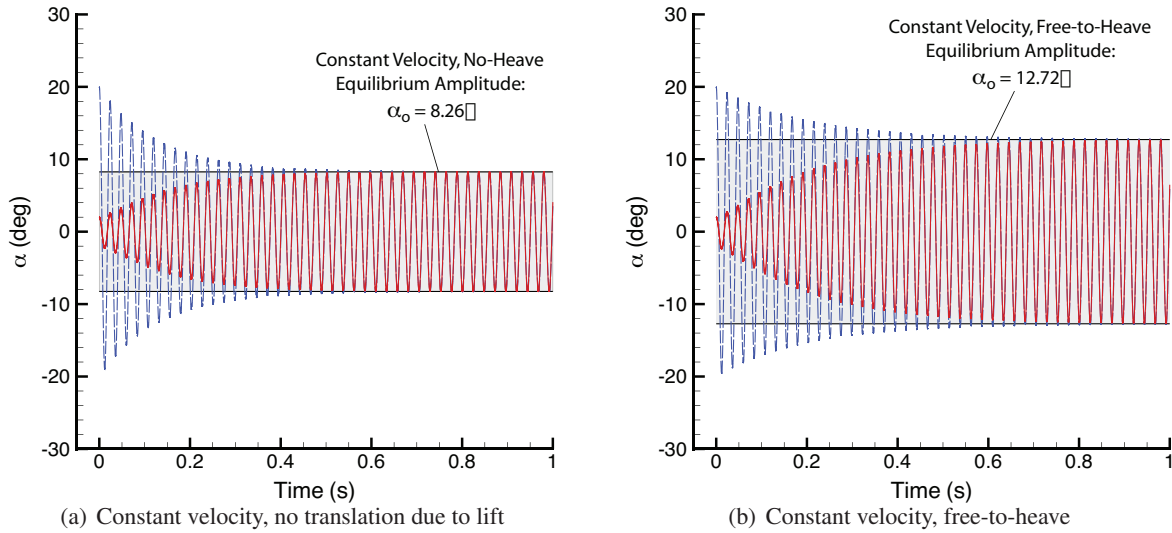 Constant Velocity, No-Heave
Equilibrium Amplitude:
α₀ = 8.26▯
30
20
10
0
-10
-20
-30
α (deg)
0
0.2
0.4
0.6
0.8
1
Time (s)
(a) Constant velocity, no translation due to lift
Constant Velocity, Free-to-Heave
Equilibrium Amplitude:
α₀ = 12.72▯
30
20
10
0
-10
-20
-30
α (deg)
0
0.2
0.4
0.6
0.8
1
Time (s)
(b) Constant velocity, free-to-heave